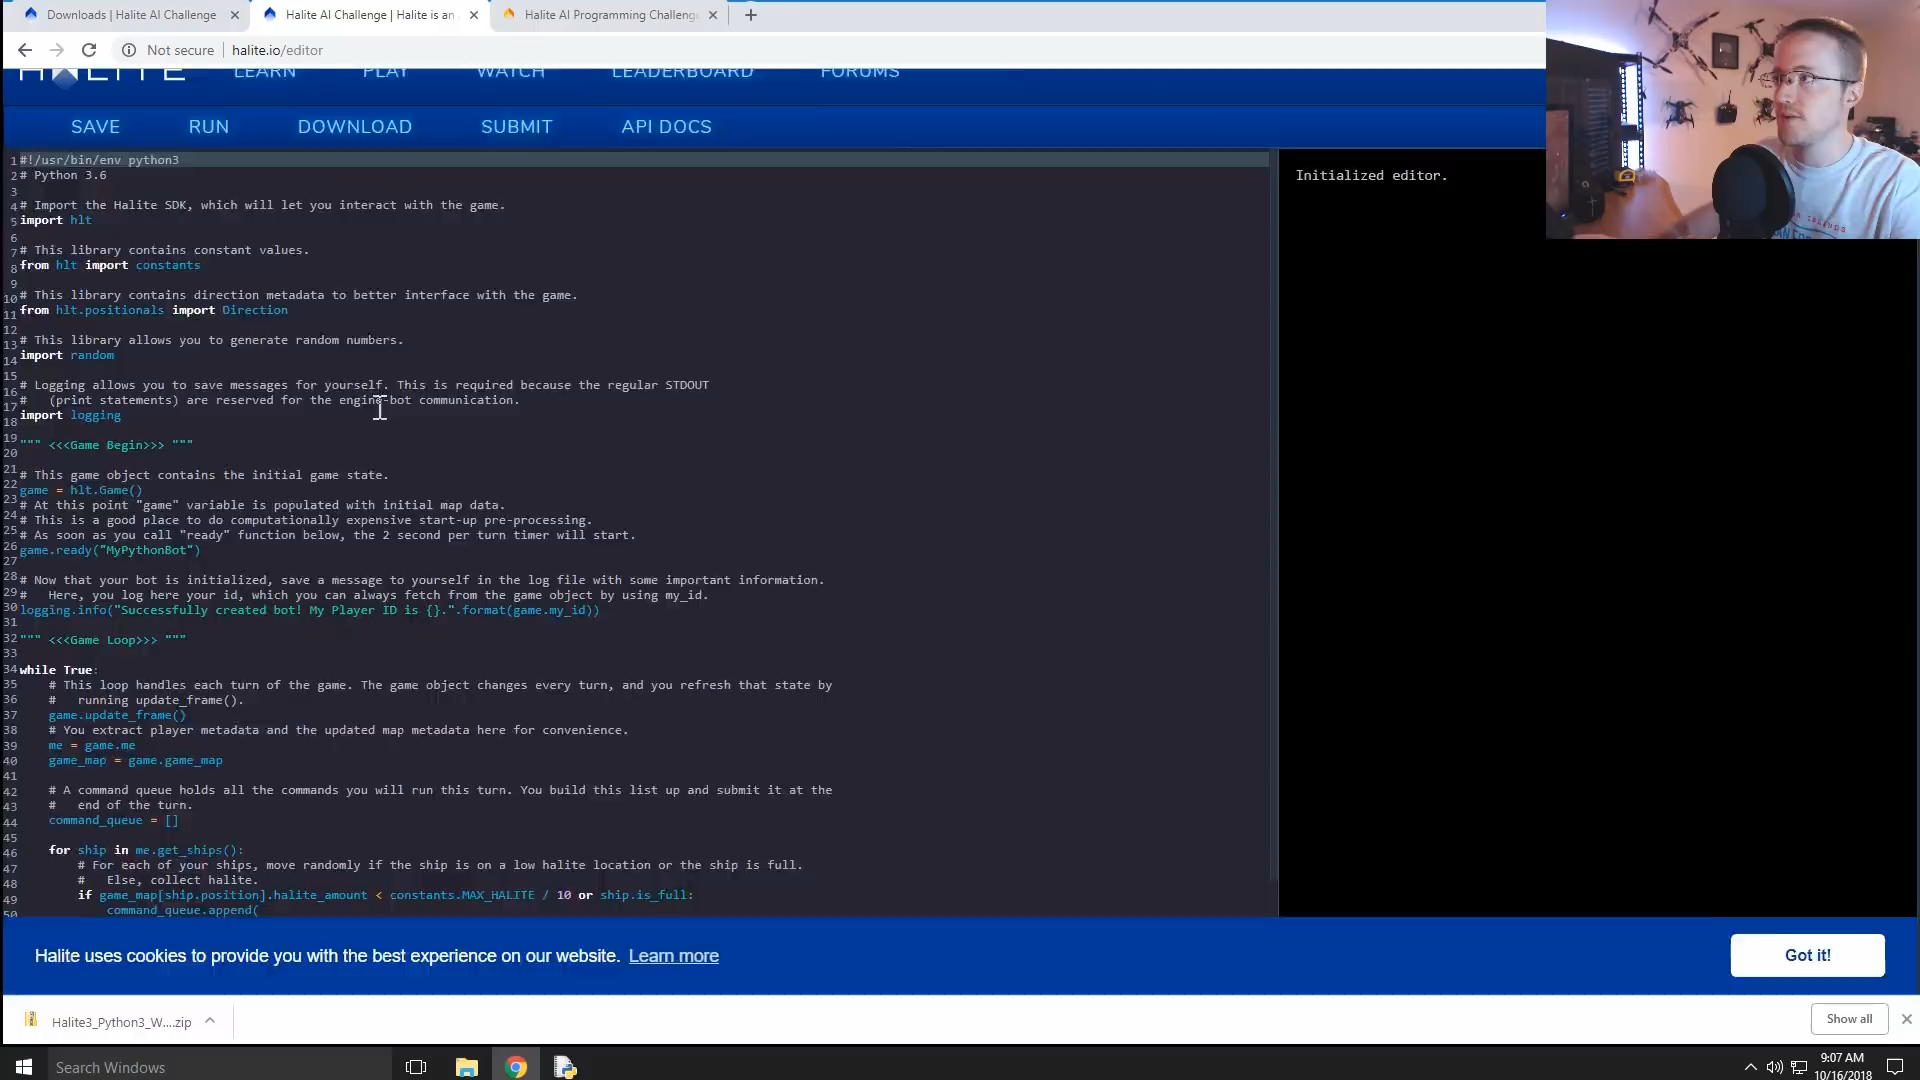 Downloads | Halite AI Challenge
Halite AI Challenge | Halite is an
Halite AI Programming Challeng
Not secure
halite.io/editor
HALITE
LEARN
PLAY
WATCH
LEADERBOARD
FORUMS
SAVE
RUN
DOWNLOAD
SUBMIT
API DOCS
1 #!/usr/bin/env python3
2 # Python 3.6
3
4 # Import the Halite SDK, which will let you interact with the game.
5 import hlt
6
7 # This library contains constant values.
8 from hlt import constants
9
10 # This library contains direction metadata to better interface with the game.
11 from hlt.positionals import Direction
12
13 # This library allows you to generate random numbers.
14 import random
15
16 # Logging allows you to save messages for yourself. This is required because the regular STDOUT
17 #   (print statements) are reserved for the engine-bot communication.
18 import logging
19
20 """ <<<Game Begin>>> """
21
22 # This game object contains the initial game state.
23 game = hlt.Game()
24 # At this point "game" variable is populated with initial map data.
25 # This is a good place to do computationally expensive start-up pre-processing.
26 # As soon as you call "ready" function below, the 2 second per turn timer will start.
27 game.ready("MyPythonBot")
28
29 # Now that your bot is initialized, save a message to yourself in the log file with some important information.
30 #   Here, you log here your id, which you can always fetch from the game object by using my_id.
31 logging.info("Successfully created bot! My Player ID is {}.".format(game.my_id))
32
33 """ <<<Game Loop>>> """
34
35 while True:
36     # This loop handles each turn of the game. The game object changes every turn, and you refresh that state by
37     #   running update_frame().
38     game.update_frame()
39     # You extract player metadata and the updated map metadata here for convenience.
40     me = game.me
41     game_map = game.game_map
42
43     # A command queue holds all the commands you will run this turn. You build this list up and submit it at the
44     #   end of the turn.
45     command_queue = []
46
47     for ship in me.get_ships():
48         # For each of your ships, move randomly if the ship is on a low halite location or the ship is full.
49         #   Else, collect halite.
50         if game_map[ship.position].halite_amount < constants.MAX_HALITE / 10 or ship.is_full:
            command_queue.append(
Initialized editor.
Halite uses cookies to provide you with the best experience on our website. Learn more
Got it!
Halite3_Python3_W....zip
Show all
Search Windows
9:07 AM
10/16/2018